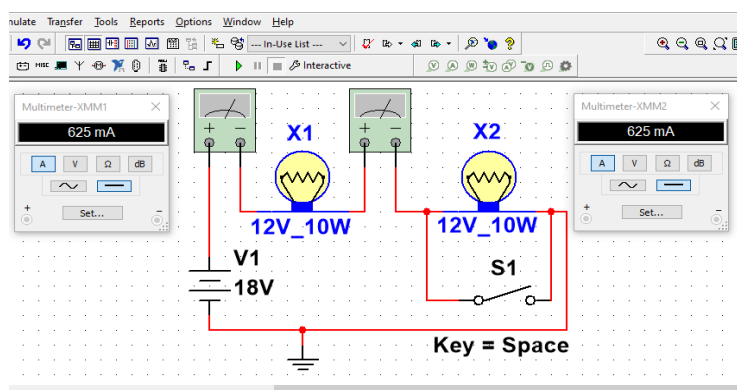 nulate Transfer Tools Reports Options Window Help
--- In-Use List ---
Interactive
Multimeter-XMM1
625 mA
A V Ω dB
Set...
+ -
X1
12V_10W
X2
12V_10W
Multimeter-XMM2
625 mA
A V Ω dB
Set...
+ -
V1
18V
S1
Key = Space